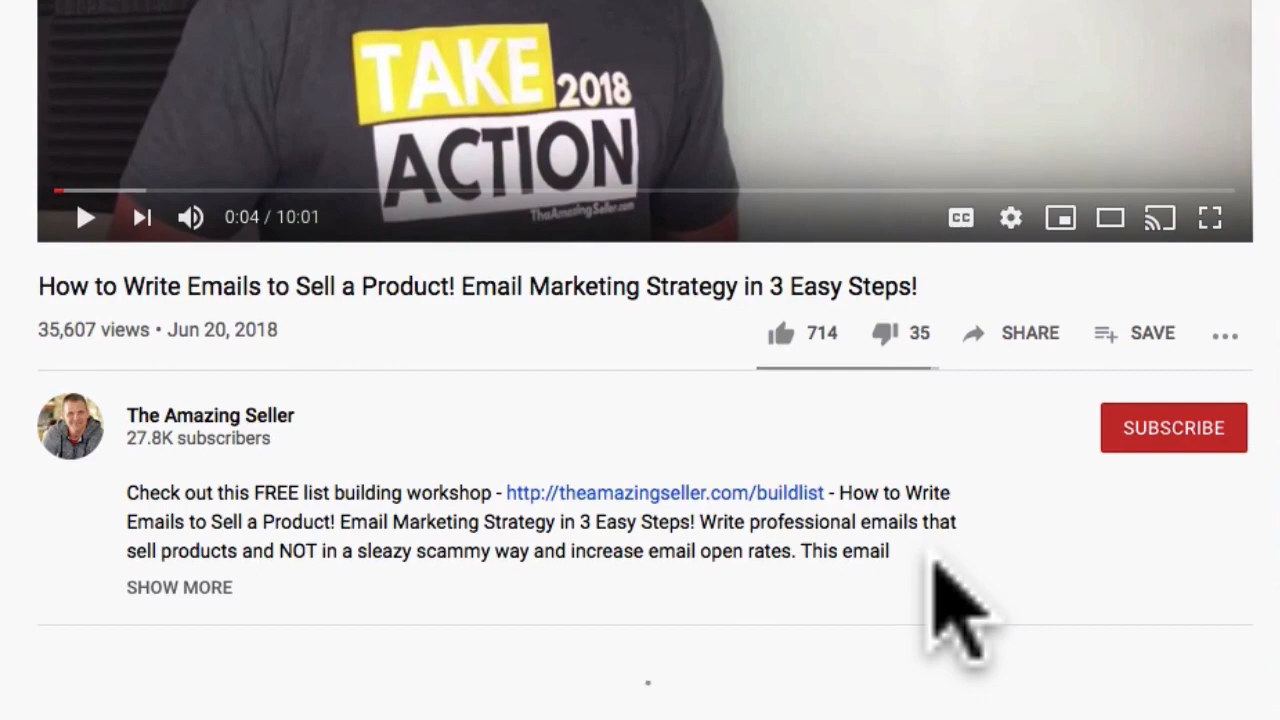 TAKE
2018
ACTION
TheAmazingSeller.com
0:04 / 10:01
CC
How to Write Emails to Sell a Product! Email Marketing Strategy in 3 Easy Steps!
35,607 views • Jun 20, 2018
714
35
SHARE
SAVE
The Amazing Seller
27.8K subscribers
SUBSCRIBE
Check out this FREE list building workshop - http://theamazingseller.com/buildlist - How to Write
Emails to Sell a Product! Email Marketing Strategy in 3 Easy Steps! Write professional emails that
sell products and NOT in a sleazy scammy way and increase email open rates. This email
SHOW MORE